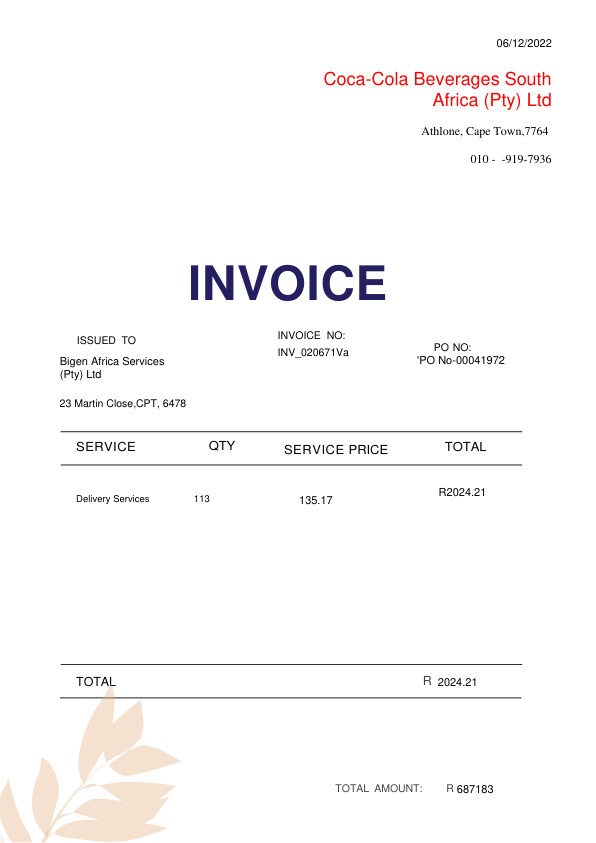 06/12/2022
Coca-Cola Beverages South
Africa (Pty) Ltd
Athlone, Cape Town,7764
010 -  -919-7936
INVOICE
ISSUED TO
INVOICE NO:
PO NO:
Bigen Africa Services
(Pty) Ltd
INV_020671Va
'PO No-00041972
23 Martin Close,CPT, 6478
SERVICE QTY SERVICE PRICE TOTAL
Delivery Services 113 135.17 R2024.21
TOTAL R 2024.21
TOTAL AMOUNT: R 687183